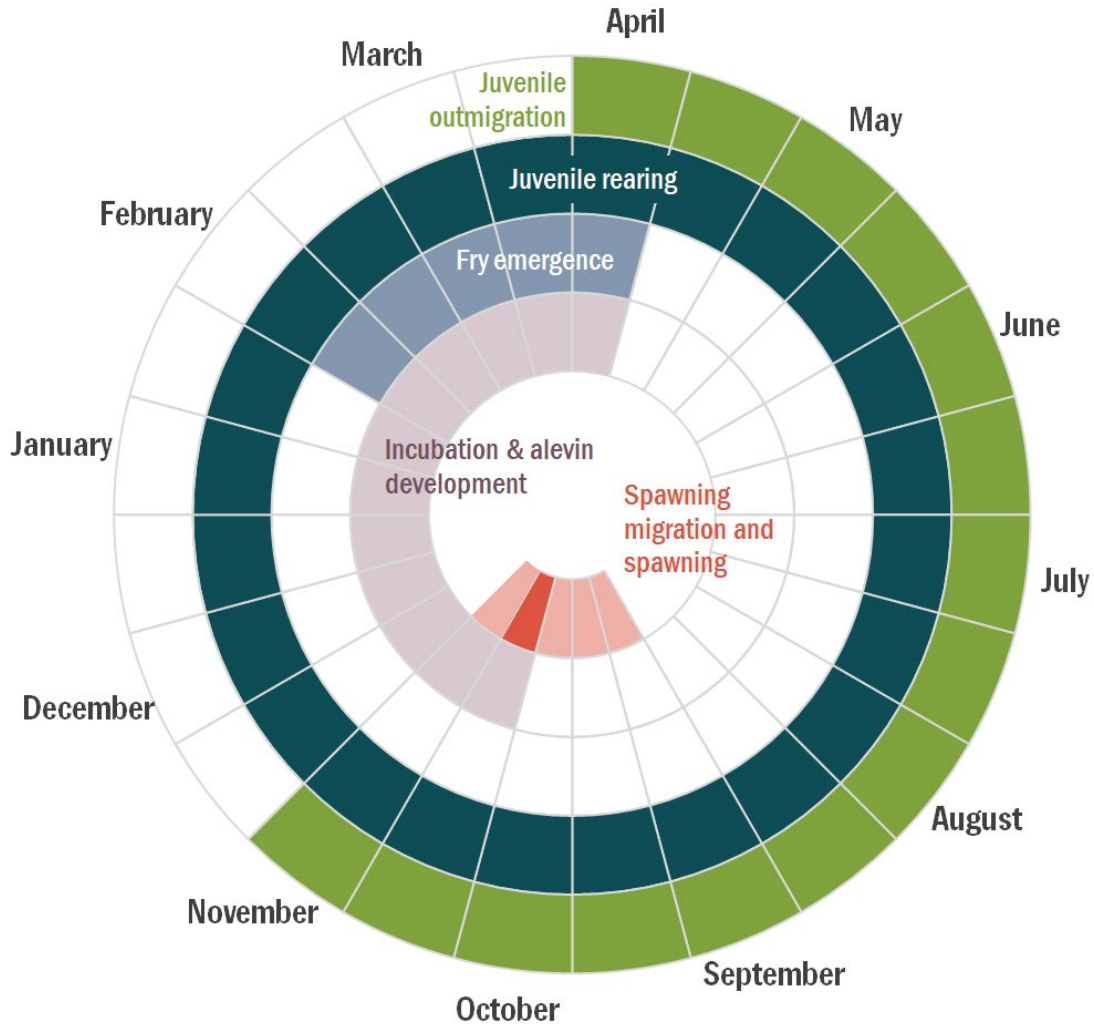 April
March
May
Juvenile
outmigration
Juvenile rearing
February
Fry emergence
June
January
Incubation & alevin
development
Spawning
migration and
spawning
July
December
August
November
September
October